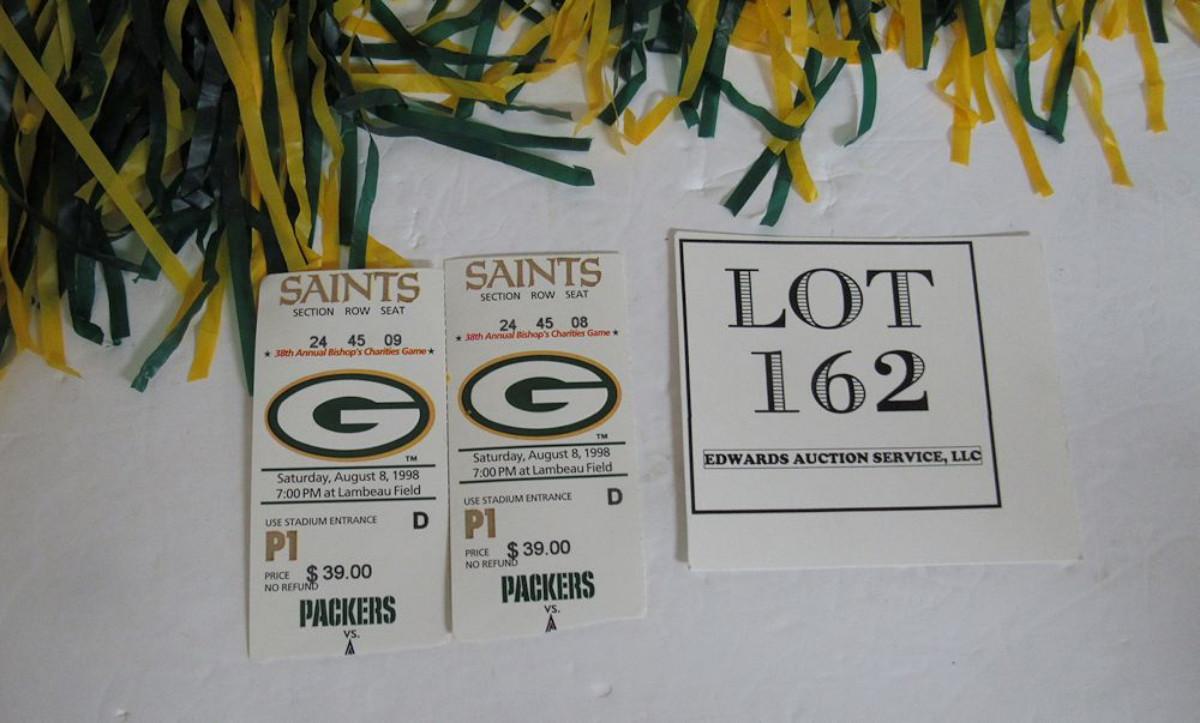 SAINTS
SECTION ROW SEAT
24 45 09
★ 38th Annual Bishop's Charities Game ★
G
TM
Saturday, August 8, 1998
7:00 PM at Lambeau Field
USE STADIUM ENTRANCE D
P1
PRICE $ 39.00
NO REFUND
PACKERS
VS.
SAINTS
SECTION ROW SEAT
24 45 08
★ 38th Annual Bishop's Charities Game ★
G
TM
Saturday, August 8, 1998
7:00 PM at Lambeau Field
USE STADIUM ENTRANCE D
P1
PRICE $ 39.00
NO REFUND
PACKERS
VS.
LOT
162
EDWARDS AUCTION SERVICE, LLC